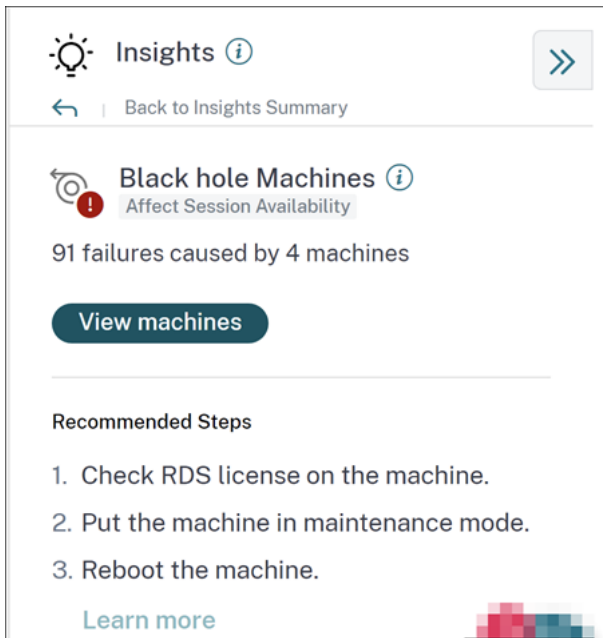 Insights
Back to Insights Summary
Black hole Machines
Affect Session Availability
91 failures caused by 4 machines
View machines
Recommended Steps
1. Check RDS license on the machine.
2. Put the machine in maintenance mode.
3. Reboot the machine.
Learn more